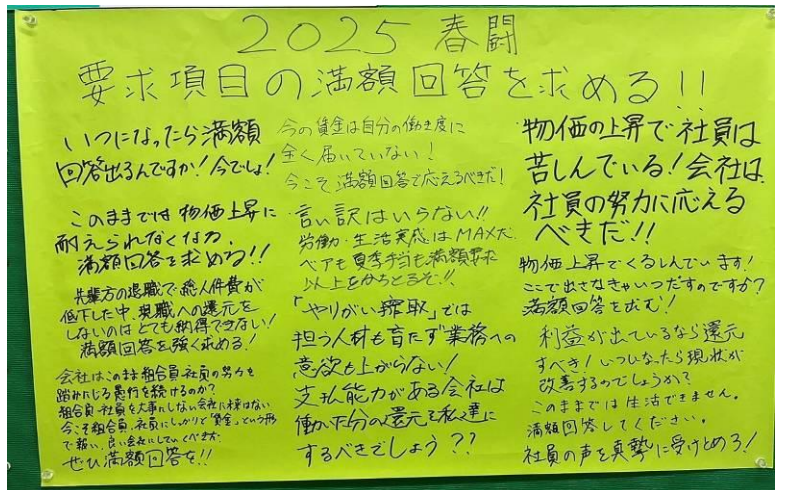 2025 春闘
要求項目の満額回答を求める!!
いつになったら満額
回答出るんですか!今でしょ!
このままでは物価上昇に
耐えられなくなる。
満額回答を求める!!
先輩方の退職で総人件費が
低下した中、現職への還元を
しないのはとても納得できない!
満額回答を強く求める!
会社はこのまま組合員・社員の努力を
踏みにじる愚行を続けるのか?
組合員・社員を大事にしない会社に未来はない
今こそ組合員、社員にしっかりと「賃金」という形
で報い、良い会社にしていくべきだ。
ぜひ満額回答を!!
今の賃金は自分の働き度に
全く届いていない!
今こそ満額回答で応えるべきだ!
言い訳はいらない!!
労働・生活実感はMAXだ。
ベアも夏季手当も満額要求
以上をかちとるぞ!!
「やりがい搾取」では
担う人材も育たず業務への
意欲も上がらない!
支払能力がある会社は
働いた分の還元を私達に
するべきでしょう??
物価の上昇で社員は
苦しんでいる!会社は
社員の努力に応える
べきだ!!
物価上昇でくるしんでいます!
ここで出さなきゃいつだすのですか?
満額回答をのぞむ!
利益が出ているなら還元
すべき!いつになったら現状が
改善するのでしょうか?
このままでは生活できません。
満額回答してください。
社員の声を真摯に受けとめろ!